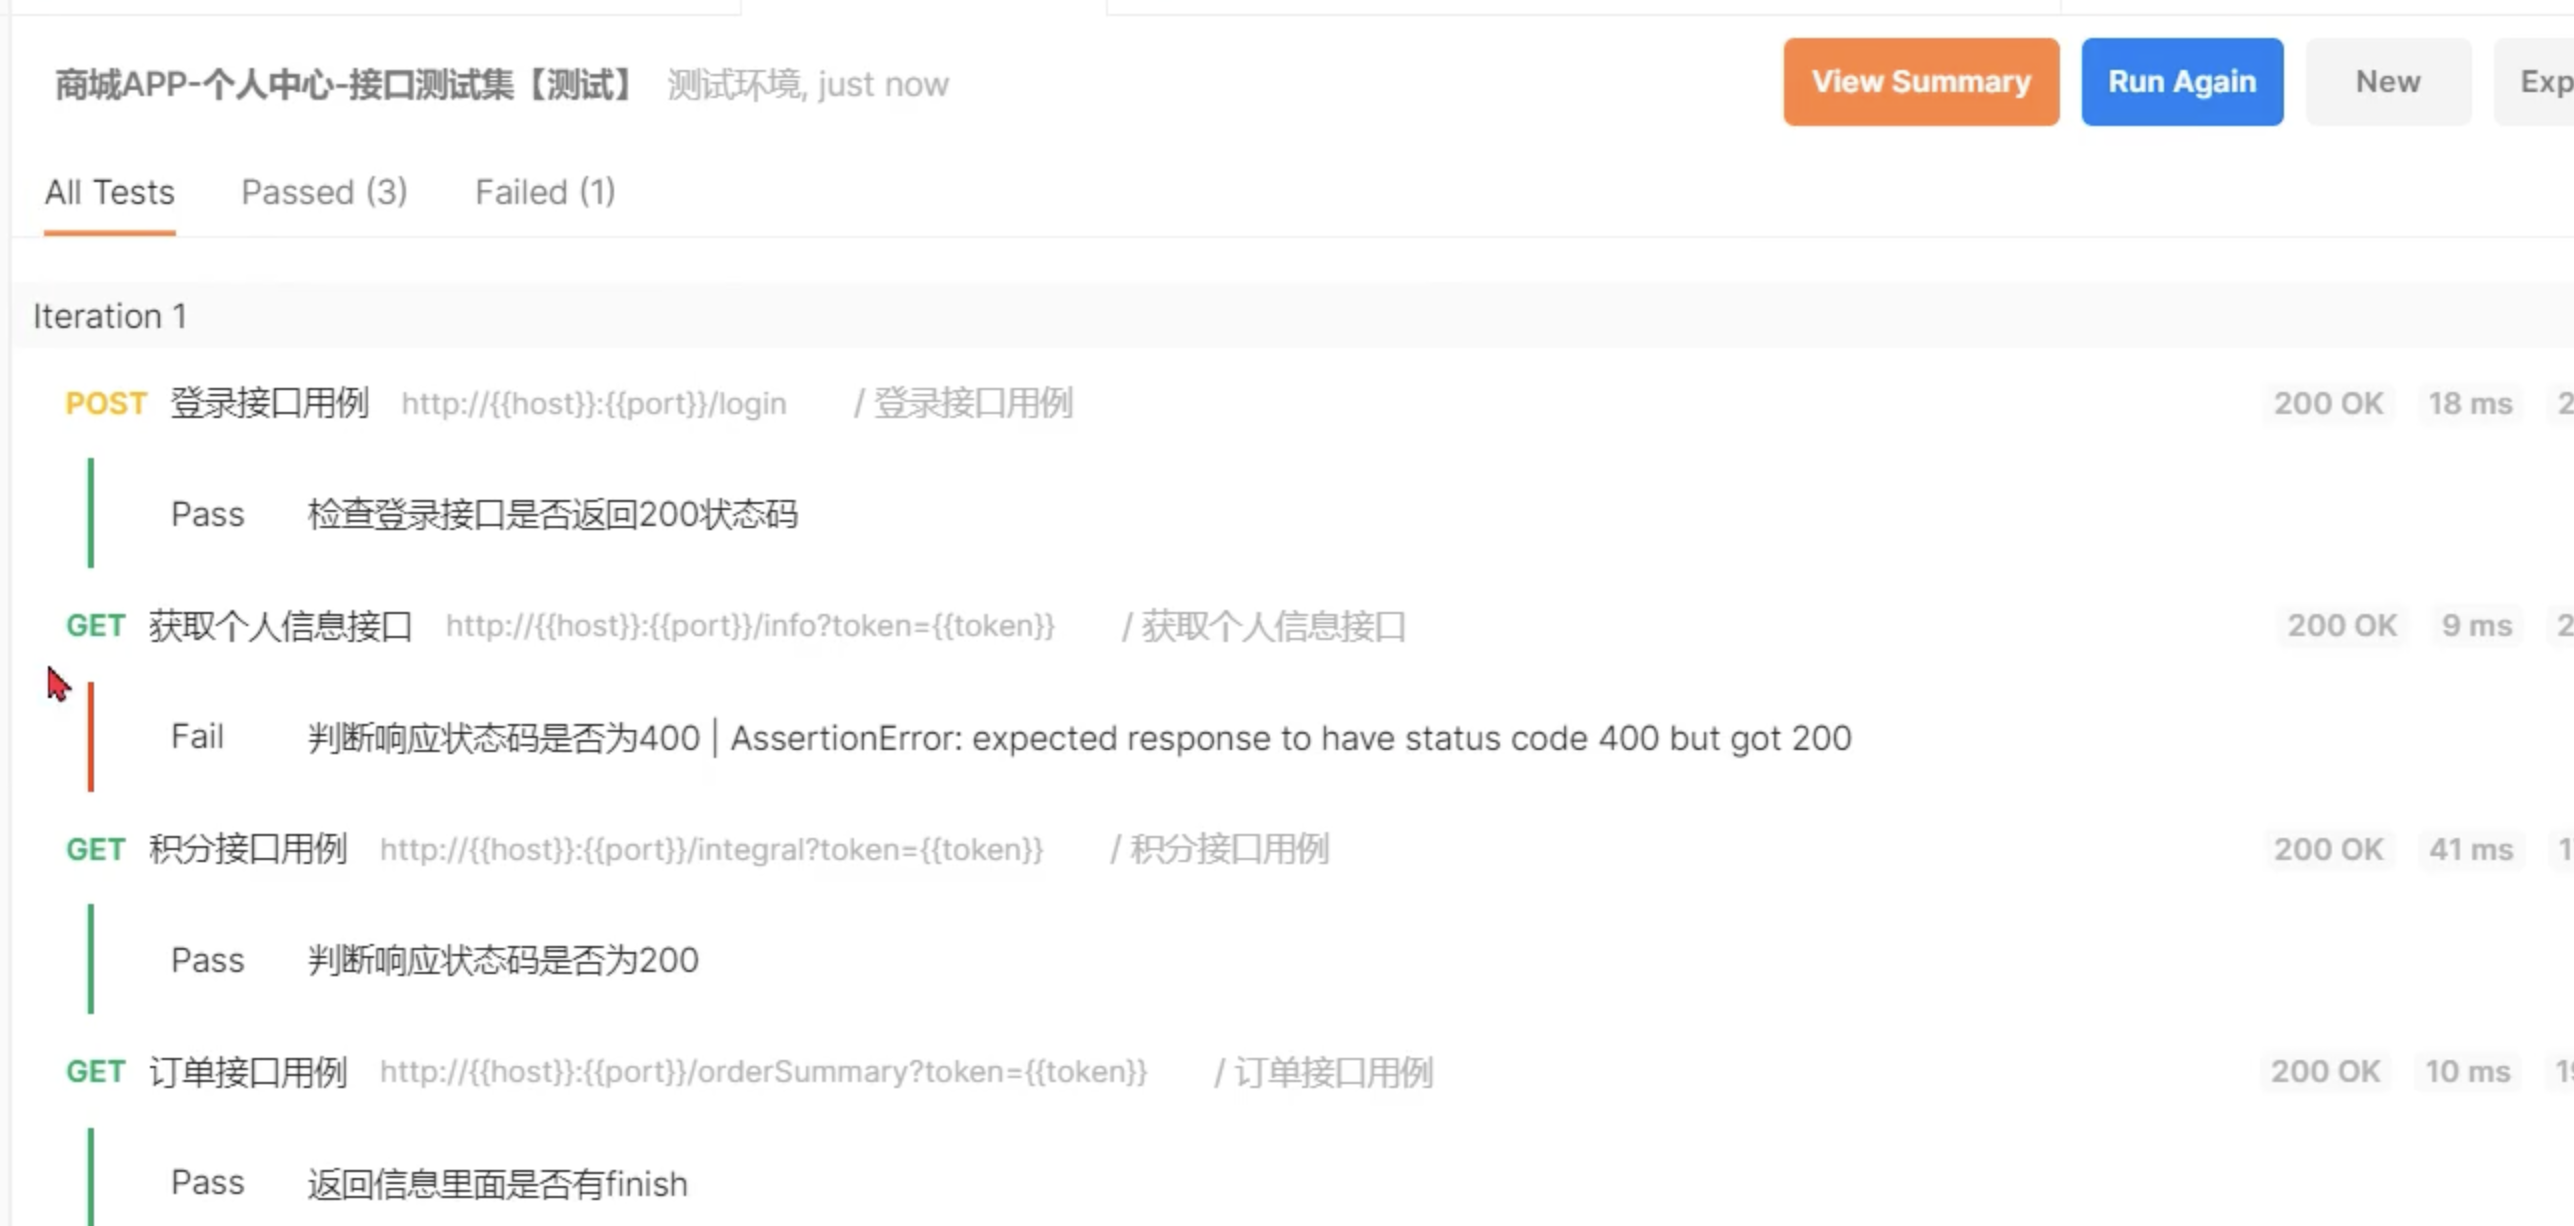 商城APP-个人中心-接口测试集【测试】 测试环境, just now View Summary Run Again New
All Tests Passed (3) Failed (1)
Iteration 1
POST 登录接口用例 http://{{host}}:{{port}}/login / 登录接口用例 200 OK 18 ms
Pass 检查登录接口是否返回200状态码
GET 获取个人信息接口 http://{{host}}:{{port}}/info?token={{token}} / 获取个人信息接口 200 OK 9 ms
Fail 判断响应状态码是否为400 | AssertionError: expected response to have status code 400 but got 200
GET 积分接口用例 http://{{host}}:{{port}}/integral?token={{token}} / 积分接口用例 200 OK 41 ms
Pass 判断响应状态码是否为200
GET 订单接口用例 http://{{host}}:{{port}}/orderSummary?token={{token}} / 订单接口用例 200 OK 10 ms
Pass 返回信息里面是否有finish